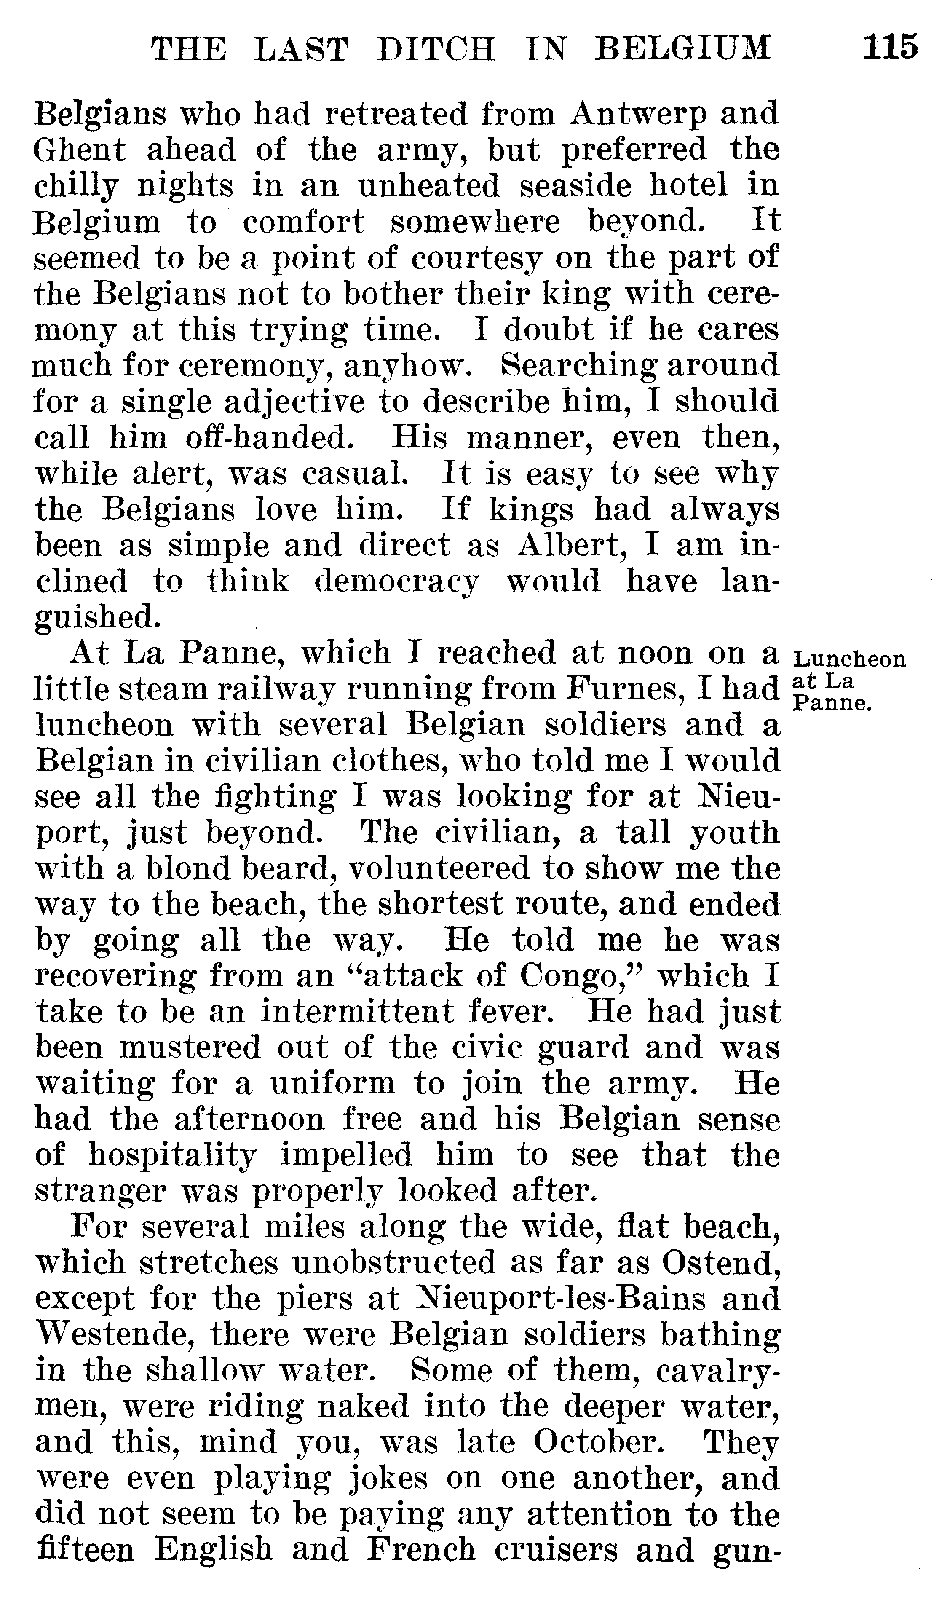 THE LAST DITCH IN BELGIUM 115
Belgians who had retreated from Antwerp and
Ghent ahead of the army, but preferred the
chilly nights in an unheated seaside hotel in
Belgium to comfort somewhere beyond. It
seemed to be a point of courtesy on the part of
the Belgians not to bother their king with cere-
mony at this trying time. I doubt if he cares
much for ceremony, anyhow. Searching around
for a single adjective to describe him, I should
call him off-handed. His manner, even then,
while alert, was casual. It is easy to see why
the Belgians love him. If kings had always
been as simple and direct as Albert, I am in-
clined to think democracy would have lan-
guished.
At La Panne, which I reached at noon on a
little steam railway running from Furnes, I had
luncheon with several Belgian soldiers and a
Belgian in civilian clothes, who told me I would
see all the fighting I was looking for at Nieu-
port, just beyond. The civilian, a tall youth
with a blond beard, volunteered to show me the
way to the beach, the shortest route, and ended
by going all the way. He told me he was
recovering from an “attack of Congo,” which I
take to be an intermittent fever. He had just
been mustered out of the civic guard and was
waiting for a uniform to join the army. He
had the afternoon free and his Belgian sense
of hospitality impelled him to see that the
stranger was properly looked after.
Luncheon
at La
Panne.
For several miles along the wide, flat beach,
which stretches unobstructed as far as Ostend,
except for the piers at Nieuport-les-Bains and
Westende, there were Belgian soldiers bathing
in the shallow water. Some of them, cavalry-
men, were riding naked into the deeper water,
and this, mind you, was late October. They
were even playing jokes on one another, and
did not seem to be paying any attention to the
fifteen English and French cruisers and gun-